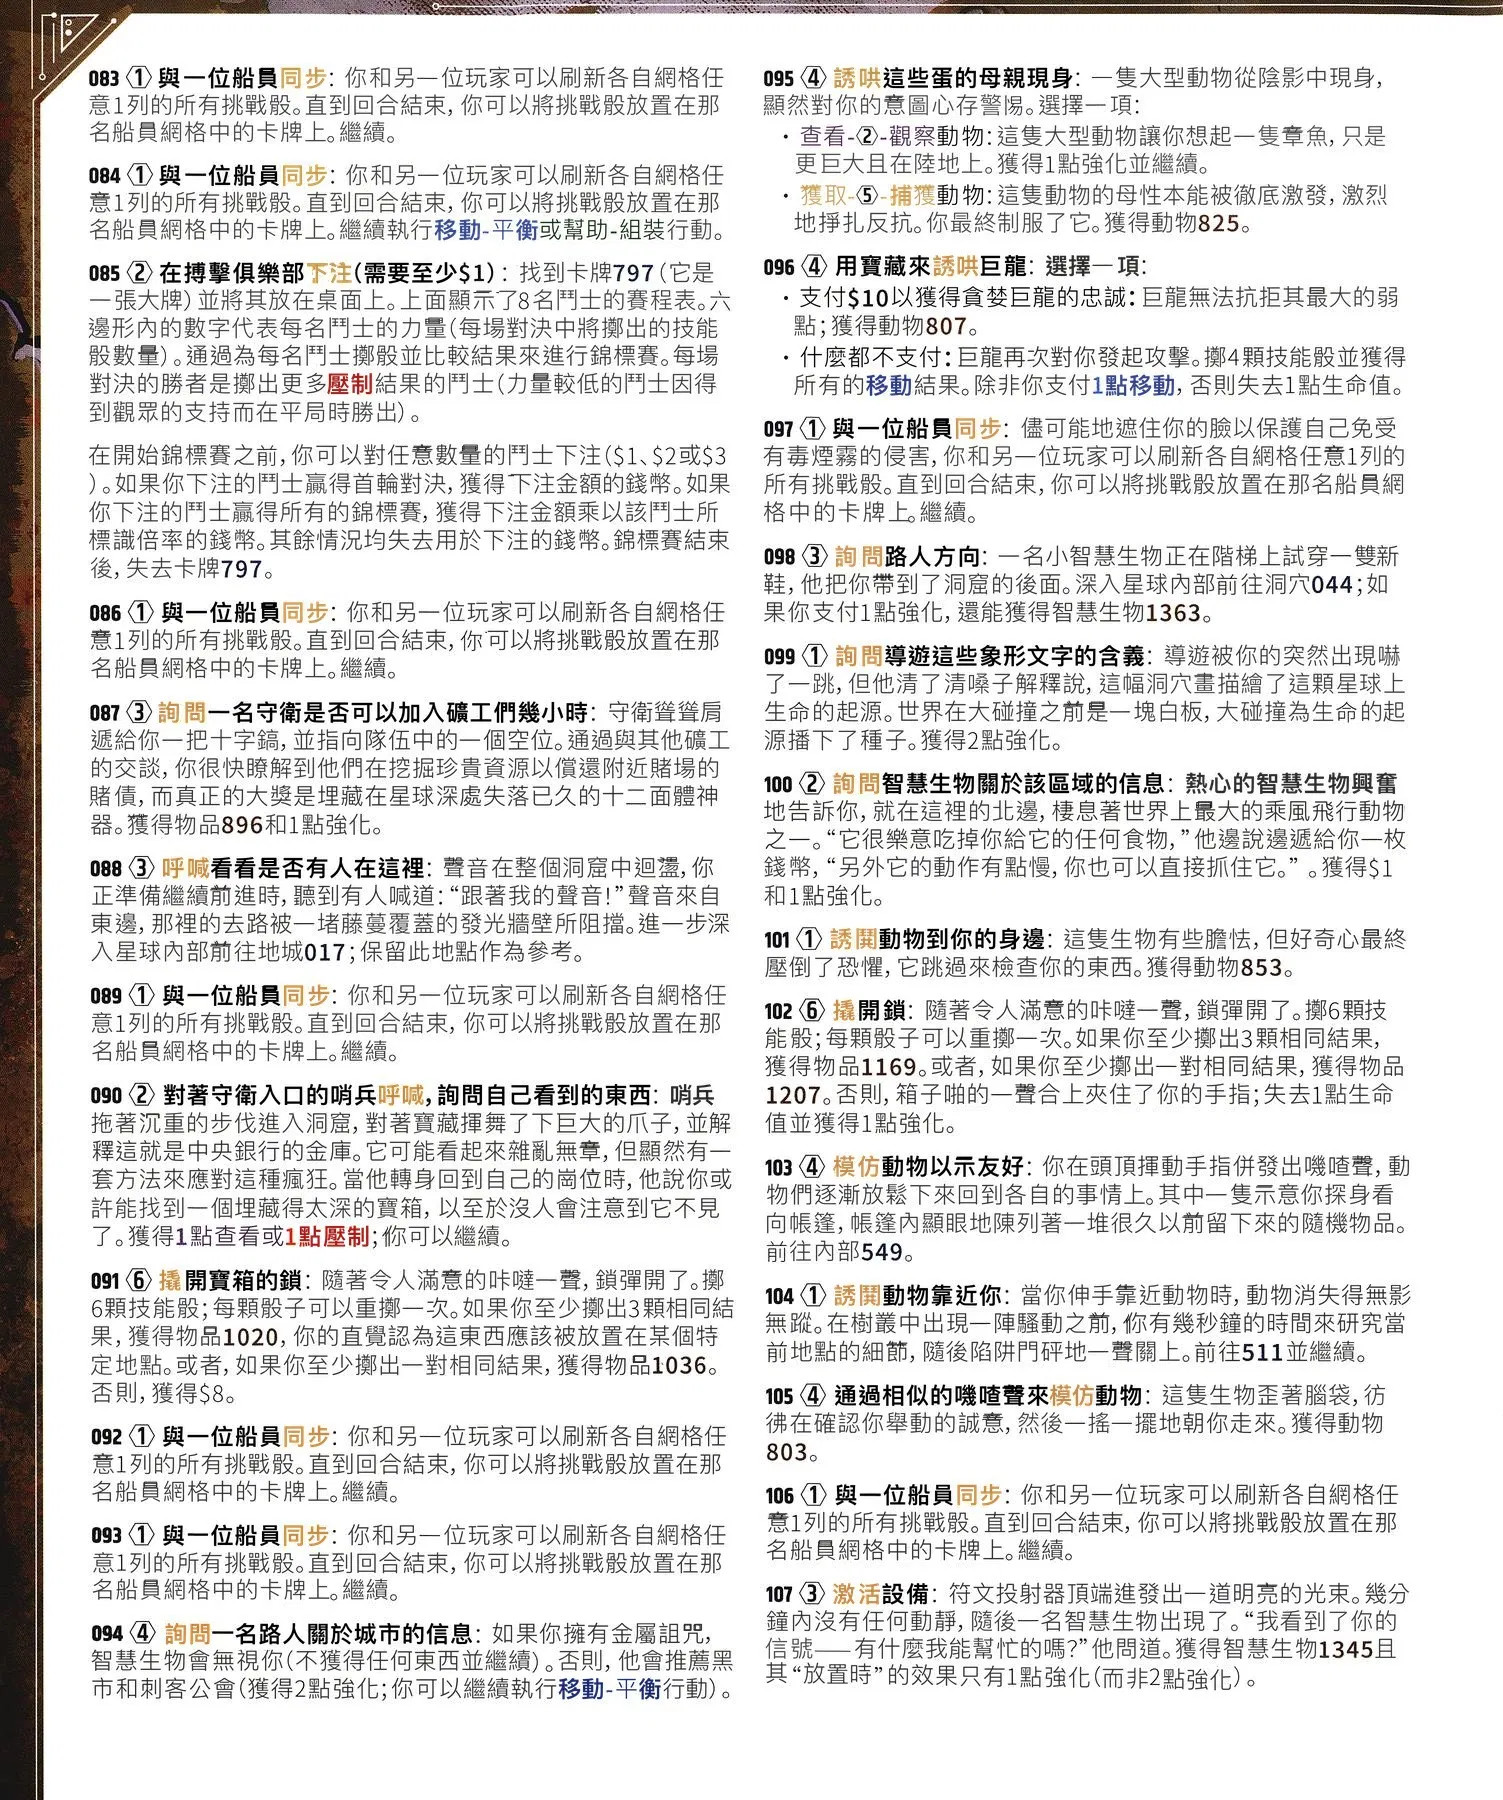 083 ① 與一位船員同步：你和另一位玩家可以刷新各自網格任
意1列的所有挑戰骰。直到回合結束，你可以將挑戰骰放置在那
名船員網格中的卡牌上。繼續。
084 ① 與一位船員同步：你和另一位玩家可以刷新各自網格任
意1列的所有挑戰骰。直到回合結束，你可以將挑戰骰放置在那
名船員網格中的卡牌上。繼續執行移動-平衡或幫助-組裝行動。
085 ② 在搏擊俱樂部下注(需要至少$1)：找到卡牌797(它是
一張大牌)並將其放在桌面上。上面顯示了8名鬥士的賽程表。六
邊形內的數字代表每名鬥士的力量(每場對決中將擲出的技能
骰數量)。通過為每名鬥士擲骰並比較結果來進行錦標賽。每場
對決的勝者是擲出更多壓制結果的鬥士(力量較低的鬥士因得
到觀眾的支持而在平局時勝出)。
在開始錦標賽之前，你可以對任意數量的鬥士下注($1、$2或$3
)。如果你下注的鬥士贏得首輪對決，獲得下注金額的錢幣。如果
你下注的鬥士贏得所有的錦標賽，獲得下注金額乘以該鬥士所
標識倍率的錢幣。其餘情況均失去用於下注的錢幣。錦標賽結束
後，失去卡牌797。
086 ① 與一位船員同步：你和另一位玩家可以刷新各自網格任
意1列的所有挑戰骰。直到回合結束，你可以將挑戰骰放置在那
名船員網格中的卡牌上。繼續。
087 ③ 詢問一名守衛是否可以加入礦工們幾小時：守衛聳聳肩
遞給你一把十字鎬，並指向隊伍中的一個空位。通過與其他礦工
的交談，你很快瞭解到他們在挖掘珍貴資源以償還附近賭場的
賭債，而真正的大獎是埋藏在星球深處失落已久的十二面體神
器。獲得物品896和1點強化。
088 ③ 呼喊看看是否有人在這裡：聲音在整個洞窟中迴盪，你
正準備繼續前進時，聽到有人喊道：“跟著我的聲音！”聲音來自
東邊，那裡的去路被一堵藤蔓覆蓋的發光牆壁所阻擋。進一步深
入星球內部前往地城017；保留此地點作為參考。
089 ① 與一位船員同步：你和另一位玩家可以刷新各自網格任
意1列的所有挑戰骰。直到回合結束，你可以將挑戰骰放置在那
名船員網格中的卡牌上。繼續。
090 ② 對著守衛入口的哨兵呼喊，詢問自己看到的東西：哨兵
拖著沉重的步伐進入洞窟，對著寶藏揮舞了下巨大的爪子，並解
釋這就是中央銀行的金庫。它可能看起來雜亂無章，但顯然有一
套方法來應對這種瘋狂。當他轉身回到自己的崗位時，他說你或
許能找到一個埋藏得太深的寶箱，以至於沒人會注意到它不見
了。獲得1點查看或1點壓制；你可以繼續。
091 ⑥ 撬開寶箱的鎖：隨著令人滿意的咔噠一聲，鎖彈開了。擲
6顆技能骰；每顆骰子可以重擲一次。如果你至少擲出3顆相同結
果，獲得物品1020，你的直覺認為這東西應該被放置在某個特
定地點。或者，如果你至少擲出一對相同結果，獲得物品1036。
否則，獲得$8。
092 ① 與一位船員同步：你和另一位玩家可以刷新各自網格任
意1列的所有挑戰骰。直到回合結束，你可以將挑戰骰放置在那
名船員網格中的卡牌上。繼續。
093 ① 與一位船員同步：你和另一位玩家可以刷新各自網格任
意1列的所有挑戰骰。直到回合結束，你可以將挑戰骰放置在那
名船員網格中的卡牌上。繼續。
094 ④ 詢問一名路人關於城市的信息：如果你擁有金屬詛咒，
智慧生物會無視你(不獲得任何東西並繼續)。否則，他會推薦黑
市和刺客公會(獲得2點強化；你可以繼續執行移動-平衡行動)。
095 ④ 誘哄這些蛋的母親現身：一隻大型動物從陰影中現身，
顯然對你的意圖心存警惕。選擇一項：
・查看-②-觀察動物：這隻大型動物讓你想起一隻章魚，只是
更巨大且在陸地上。獲得1點強化並繼續。
・獲取-⑤-捕獲動物：這隻動物的母性本能被徹底激發，激烈
地掙扎反抗。你最終制服了它。獲得動物825。
096 ④ 用寶藏來誘哄巨龍：選擇一項：
・支付$10以獲得貪婪巨龍的忠誠：巨龍無法抗拒其最大的弱
點；獲得動物807。
・什麼都不支付：巨龍再次對你發起攻擊。擲4顆技能骰並獲得
所有的移動結果。除非你支付1點移動，否則失去1點生命值。
097 ① 與一位船員同步：儘可能地遮住你的臉以保護自己免受
有毒煙霧的侵害，你和另一位玩家可以刷新各自網格任意1列的
所有挑戰骰。直到回合結束，你可以將挑戰骰放置在那名船員網
格中的卡牌上。繼續。
098 ③ 詢問路人方向：一名小智慧生物正在階梯上試穿一雙新
鞋，他把你帶到了洞窟的後面。深入星球內部前往洞穴044；如
果你支付1點強化，還能獲得智慧生物1363。
099 ① 詢問導遊這些象形文字的含義：導遊被你的突然出現嚇
了一跳，但他清了清嗓子解釋說，這幅洞穴畫描繪了這顆星球上
生命的起源。世界在大碰撞之前是一塊白板，大碰撞為生命的起
源播下了種子。獲得2點強化。
100 ② 詢問智慧生物關於該區域的信息：熱心的智慧生物興奮
地告訴你，就在這裡的北邊，棲息著世界上最大的乘風飛行動物
之一。“它很樂意吃掉你給它的任何食物，”他邊說邊遞給你一枚
錢幣，“另外它的動作有點慢，你也可以直接抓住它。”。獲得$1
和1點強化。
101 ① 誘鬨動物到你的身邊：這隻生物有些膽怯，但好奇心最終
壓倒了恐懼，它跳過來檢查你的東西。獲得動物853。
102 ⑥ 撬開鎖：隨著令人滿意的咔噠一聲，鎖彈開了。擲6顆技
能骰；每顆骰子可以重擲一次。如果你至少擲出3顆相同結果，
獲得物品1169。或者，如果你至少擲出一對相同結果，獲得物品
1207。否則，箱子啪的一聲合上夾住了你的手指；失去1點生命
值並獲得1點強化。
103 ④ 模仿動物以示友好：你在頭頂揮動手指併發出嘰喳聲，動
物們逐漸放鬆下來回到各自的事情上。其中一隻示意你探身看
向帳篷，帳篷內顯眼地陳列著一堆很久以前留下來的隨機物品。
前往內部549。
104 ① 誘鬨動物靠近你：當你伸手靠近動物時，動物消失得無影
無蹤。在樹叢中出現一陣騷動之前，你有幾秒鐘的時間來研究當
前地點的細節，隨後陷阱門砰地一聲關上。前往511並繼續。
105 ④ 通過相似的嘰喳聲來模仿動物：這隻生物歪著腦袋，彷
彿在確認你舉動的誠意，然後一搖一擺地朝你走來。獲得動物
803。
106 ① 與一位船員同步：你和另一位玩家可以刷新各自網格任
意1列的所有挑戰骰。直到回合結束，你可以將挑戰骰放置在那
名船員網格中的卡牌上。繼續。
107 ③ 激活設備：符文投射器頂端迸發出一道明亮的光束。幾分
鐘內沒有任何動靜，隨後一名智慧生物出現了。“我看到了你的
信號——有什麼我能幫忙的嗎？”他問道。獲得智慧生物1345且
其“放置時”的效果只有1點強化(而非2點強化)。